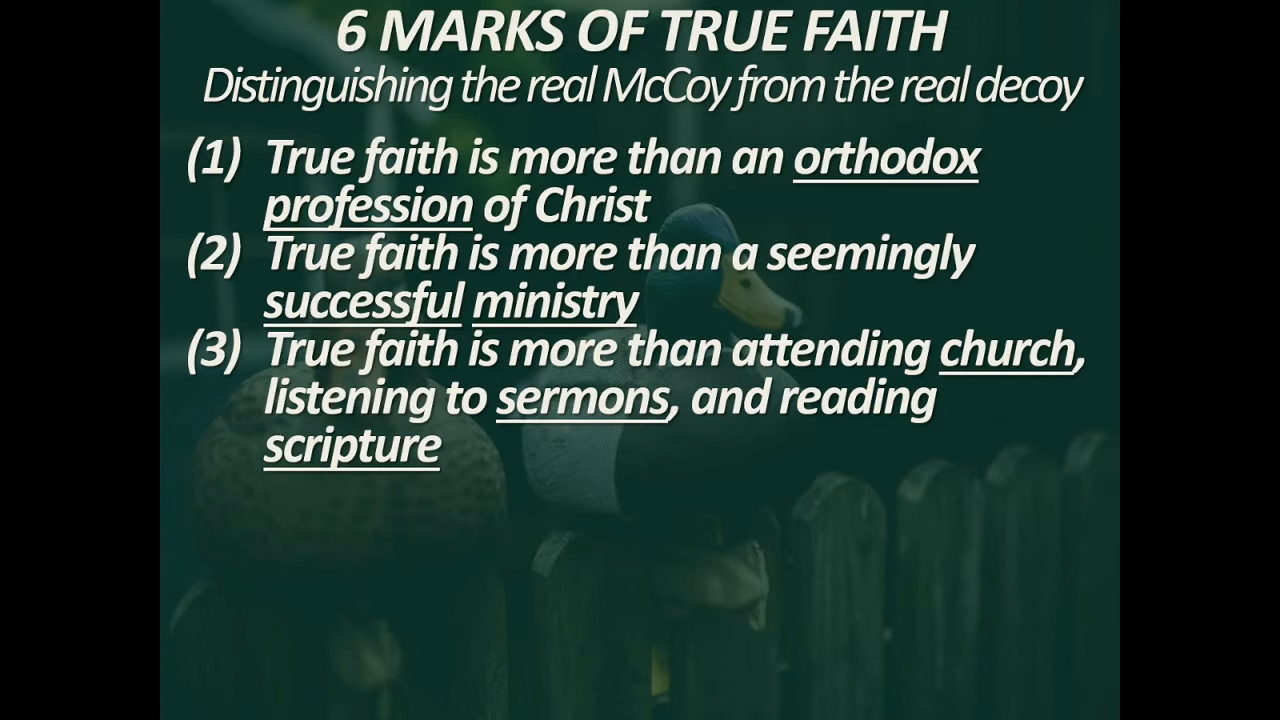 6 MARKS OF TRUE FAITH
Distinguishing the real McCoy from the real decoy
(1) True faith is more than an orthodox
profession of Christ
(2) True faith is more than a seemingly
successful ministry
(3) True faith is more than attending church,
listening to sermons, and reading
scripture